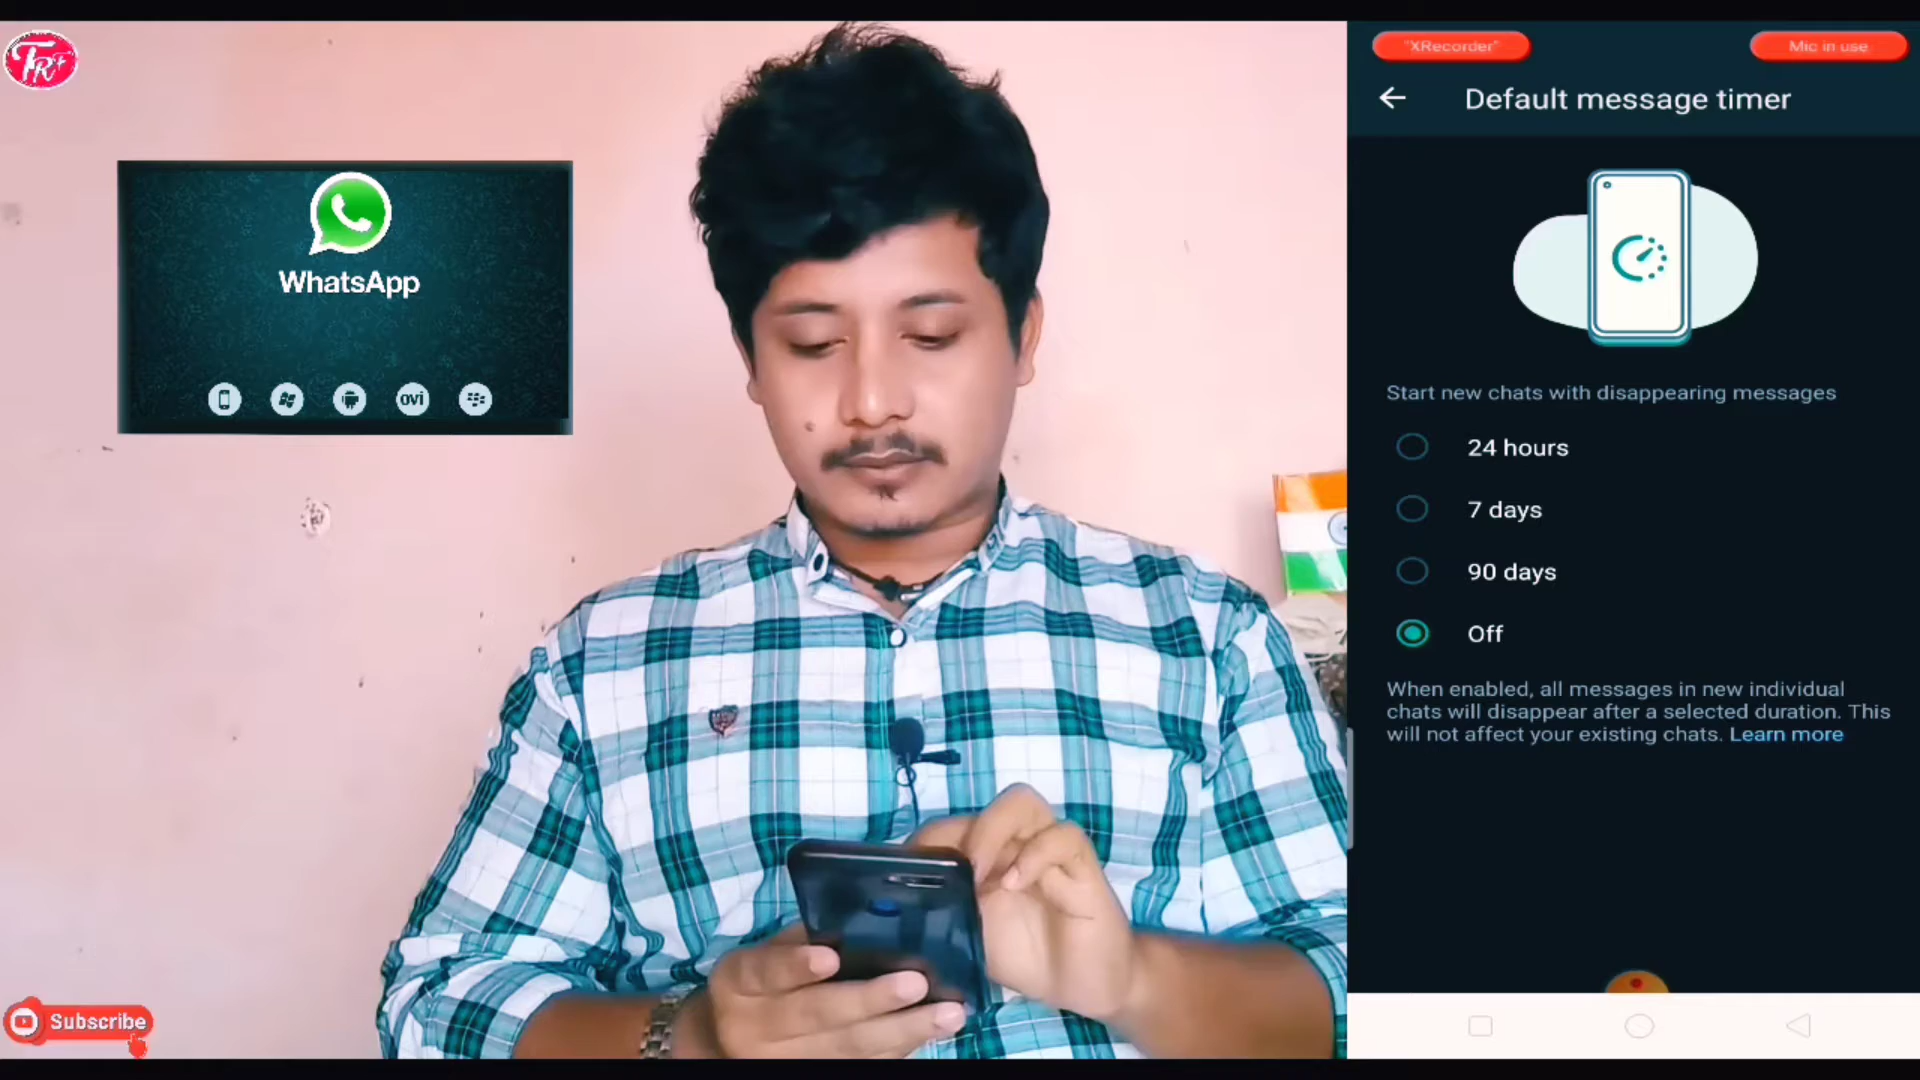 TR+
WhatsApp
ovi
Subscribe
"XRecorder"
Mic in use
Default message timer
Start new chats with disappearing messages
24 hours
7 days
90 days
Off
When enabled, all messages in new individual
chats will disappear after a selected duration. This
will not affect your existing chats. Learn more